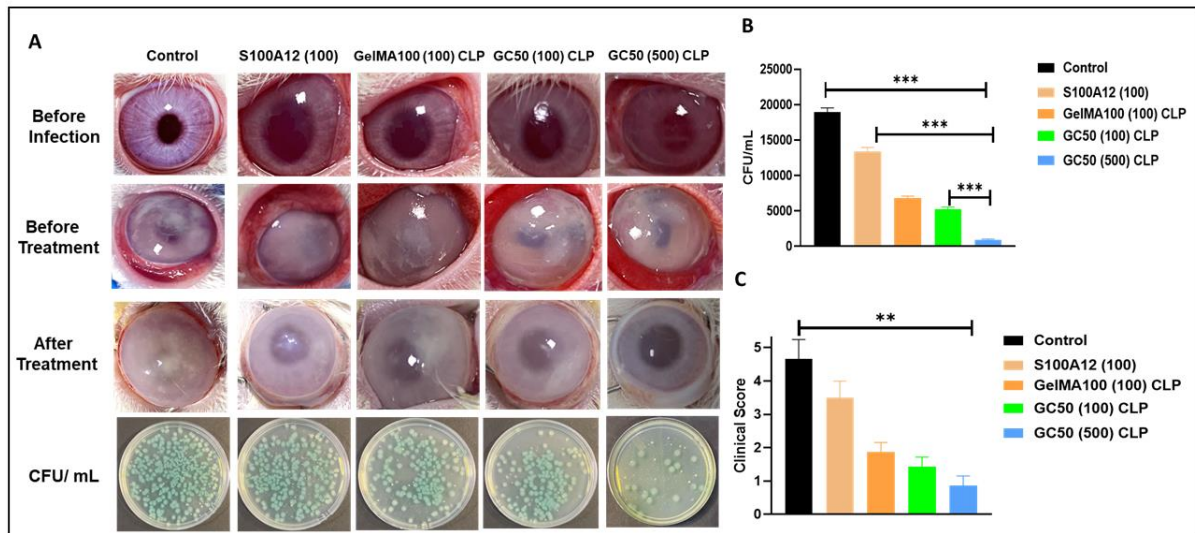 A
Control S100A12 (100) GelMA100 (100) CLP GC50 (100) CLP GC50 (500) CLP
Before
Infection
Before
Treatment
After
Treatment
CFU/ mL
B
CFU/mL
25000
20000
15000
10000
5000
0
***
***
***
Control
S100A12 (100)
GelMA100 (100) CLP
GC50 (100) CLP
GC50 (500) CLP
C
Clinical Score
5
4
3
2
1
0
**
Control
S100A12 (100)
GelMA100 (100) CLP
GC50 (100) CLP
GC50 (500) CLP